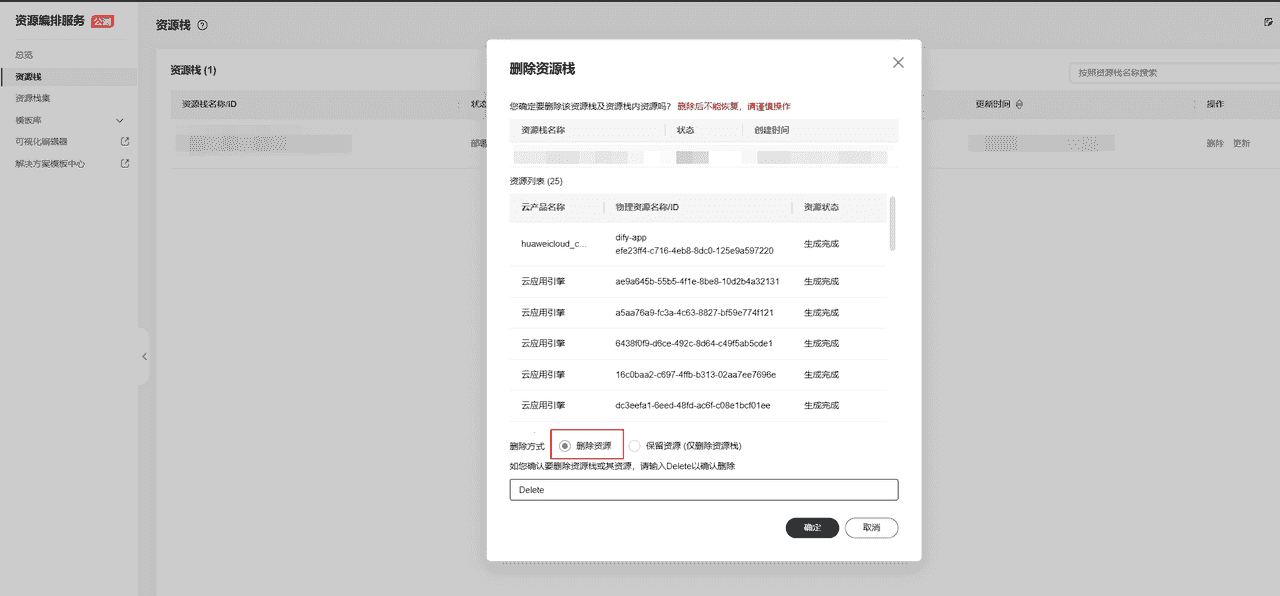 资源编排服务 公测
总览
资源栈
资源栈集
模板库
可视化编辑器
解决方案模板中心
资源栈
资源栈 (1)
按照资源栈名称搜索
资源栈名称/ID 状态 更新时间 操作
部署 删除 更新
删除资源栈
您确定要删除该资源栈及资源栈内资源吗? 删除后不能恢复，请谨慎操作
资源栈名称 状态 创建时间
资源列表 (25)
云产品名称 物理资源名称/ID 资源状态
dify-app
huaweicloud_c... efe23ff4-c716-4eb8-8dc0-125e9a597220 生成完成
云应用引擎 ae9a645b-55b5-4f1e-8be8-10d2b4a32131 生成完成
云应用引擎 a5aa76a9-fc3a-4c63-8827-bf59e774f121 生成完成
云应用引擎 6438f0f9-d6ce-492c-8d64-c49f5ab5cde1 生成完成
云应用引擎 16c0baa2-c697-4ffb-b313-02aa7ee7696e 生成完成
云应用引擎 dc3eefa1-6eed-48fd-ac6f-c08e1bcf01ee 生成完成
删除方式 删除资源 保留资源 (仅删除资源栈)
如您确认要删除资源栈或其资源，请输入Delete以确认删除
Delete
确定 取消